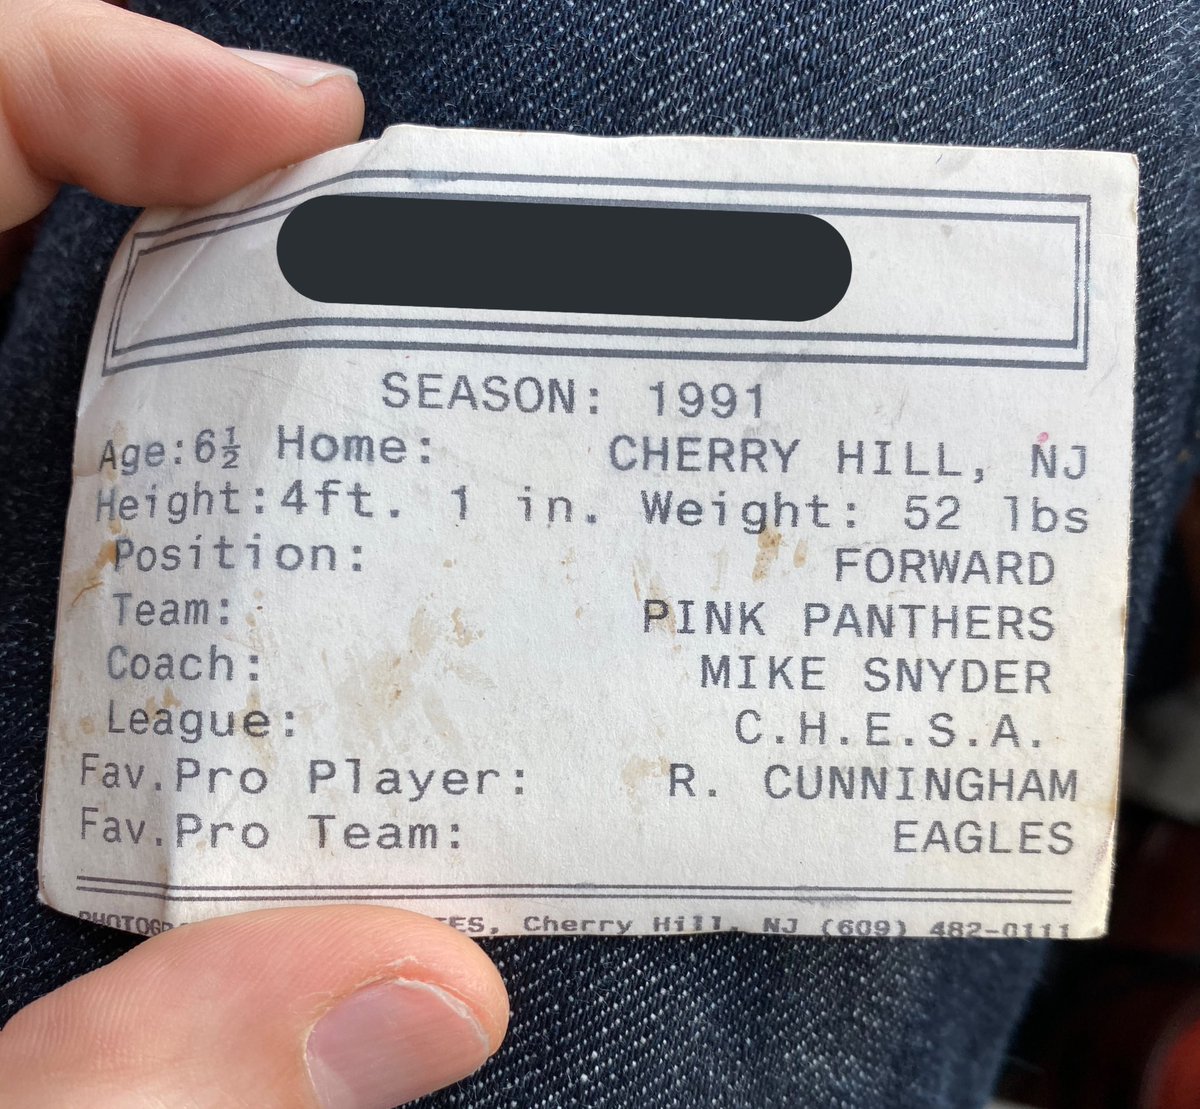 SEASON: 1991
Age:6½ Home: CHERRY HILL, NJ
Height:4ft. 1 in. Weight: 52 lbs
Position: FORWARD
Team: PINK PANTHERS
Coach: MIKE SNYDER
League: C.H.E.S.A.
Fav.Pro Player: R. CUNNINGHAM
Fav.Pro Team: EAGLES
Cherry Hill, NJ (609) 482-0111